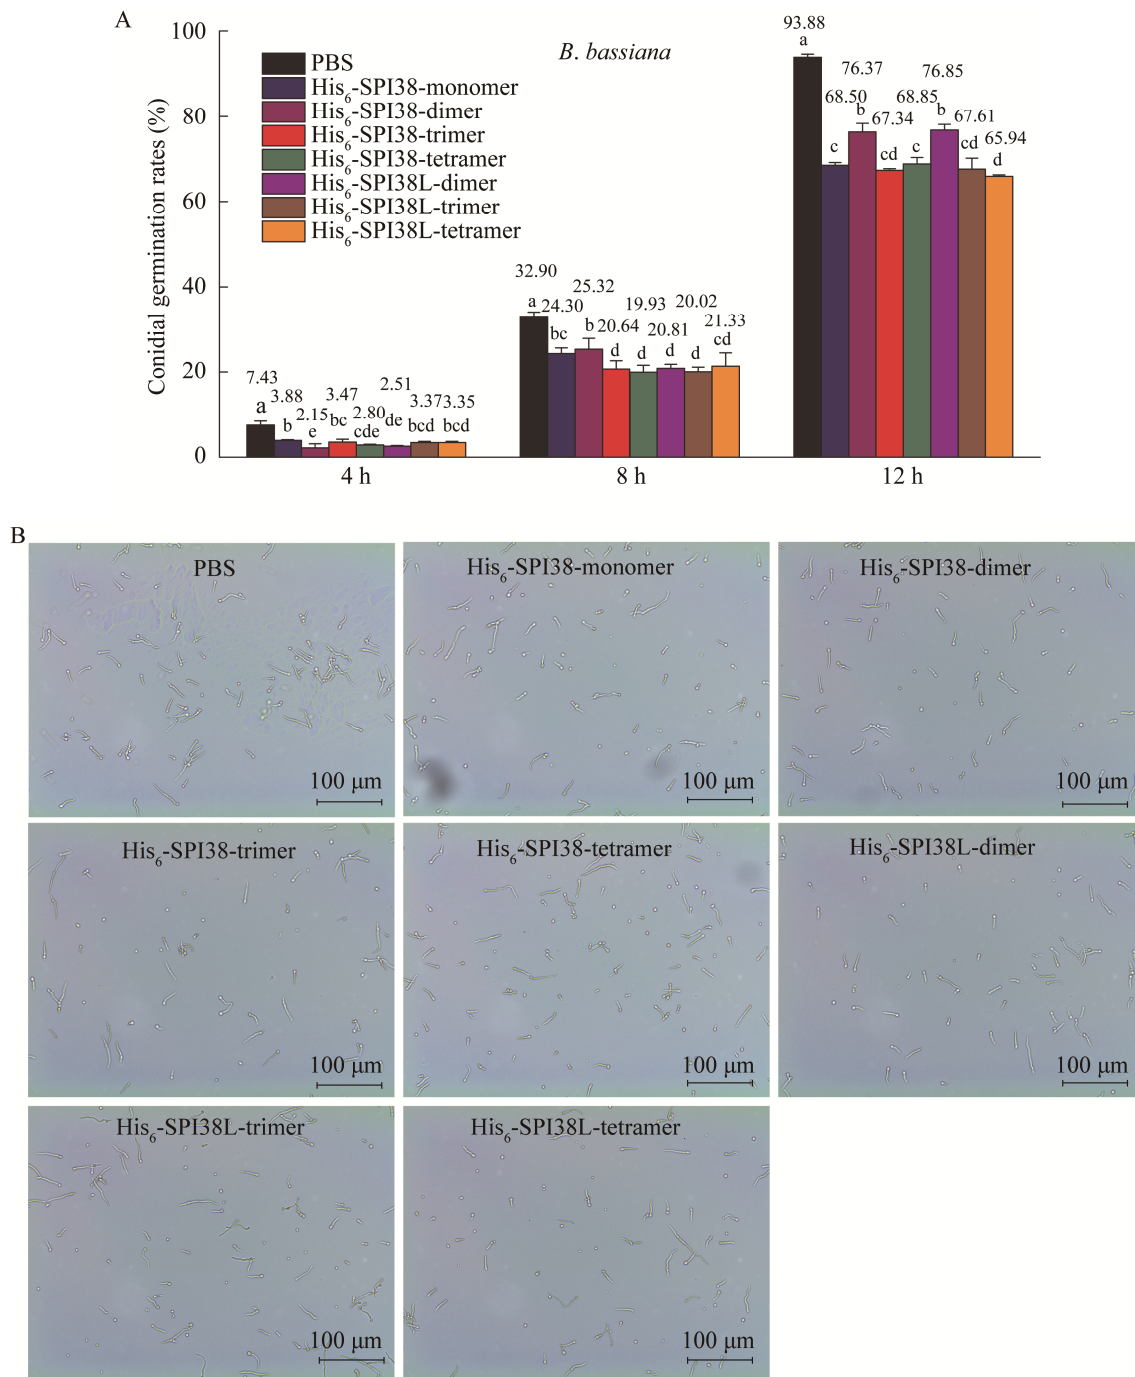 A
B. bassiana
Conidial germination rates (%)
100
80
60
40
20
0
PBS
His6-SPI38-monomer
His6-SPI38-dimer
His6-SPI38-trimer
His6-SPI38-tetramer
His6-SPI38L-dimer
His6-SPI38L-trimer
His6-SPI38L-tetramer
7.43 3.88 2.15 3.47 2.80 2.51 3.37 3.35
a b e bc cde de bcd bcd
32.90 24.30 25.32 20.64 19.93 20.81 20.02 21.33
a bc b d d d d cd
93.88 68.50 76.37 67.34 68.85 76.85 67.61 65.94
a c b cd c b cd d
4 h 8 h 12 h
B
PBS
100 μm
His6-SPI38-monomer
100 μm
His6-SPI38-dimer
100 μm
His6-SPI38-trimer
100 μm
His6-SPI38-tetramer
100 μm
His6-SPI38L-dimer
100 μm
His6-SPI38L-trimer
100 μm
His6-SPI38L-tetramer
100 μm